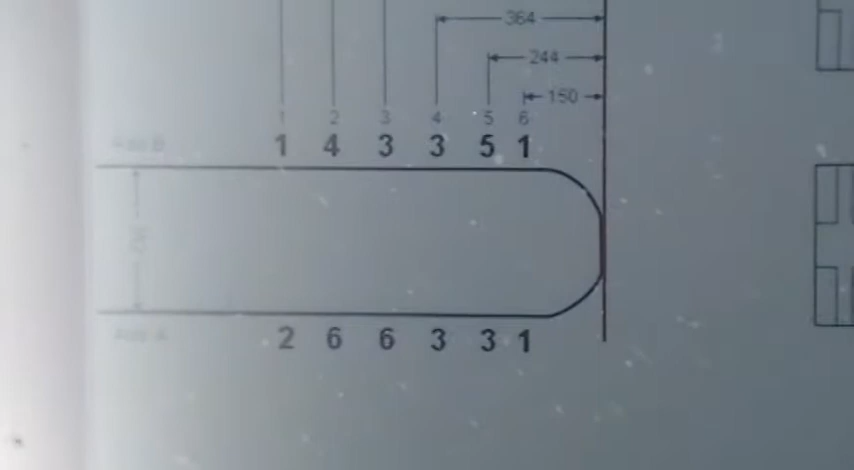 364
244
150
1 2 3 4 5 6
1 4 3 3 5 1
2 6 6 3 3 1